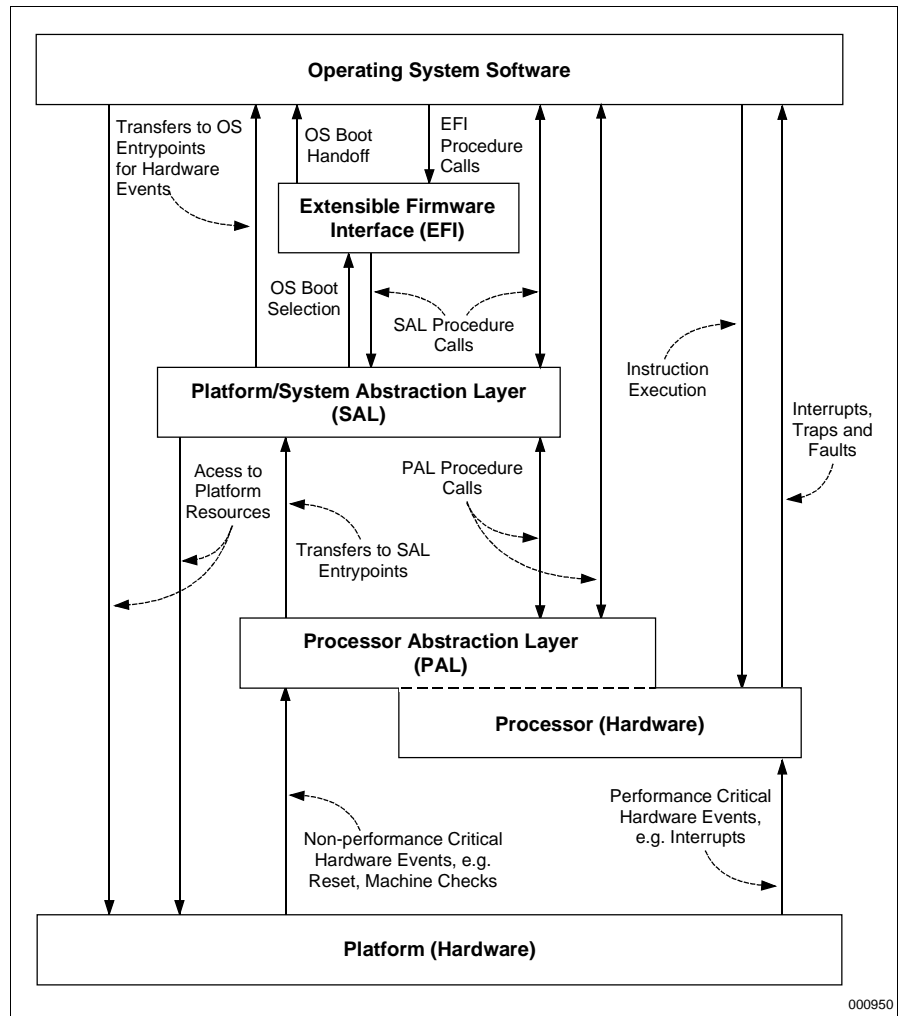 Operating System Software
Transfers to OS
Entrypoints
for Hardware
Events
OS Boot
Handoff
EFI
Procedure
Calls
Extensible Firmware
Interface (EFI)
OS Boot
Selection
SAL Procedure
Calls
Platform/System Abstraction Layer
(SAL)
Instruction
Execution
Interrupts,
Traps and
Faults
Acess to
Platform
Resources
PAL Procedure
Calls
Transfers to SAL
Entrypoints
Processor Abstraction Layer
(PAL)
Processor (Hardware)
Non-performance Critical
Hardware Events, e.g.
Reset, Machine Checks
Performance Critical
Hardware Events,
e.g. Interrupts
Platform (Hardware)
000950